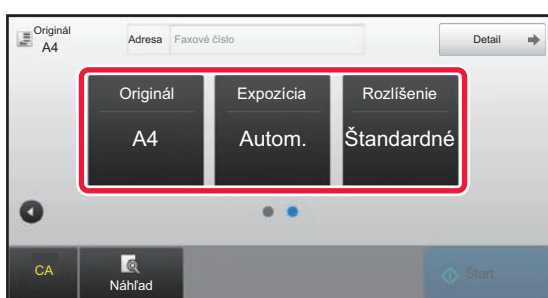 Originál
A4
Adresa Faxové číslo
Detail
Originál Expozícia Rozlíšenie
A4 Autom. Štandardné
CA
Náhľad
Štart